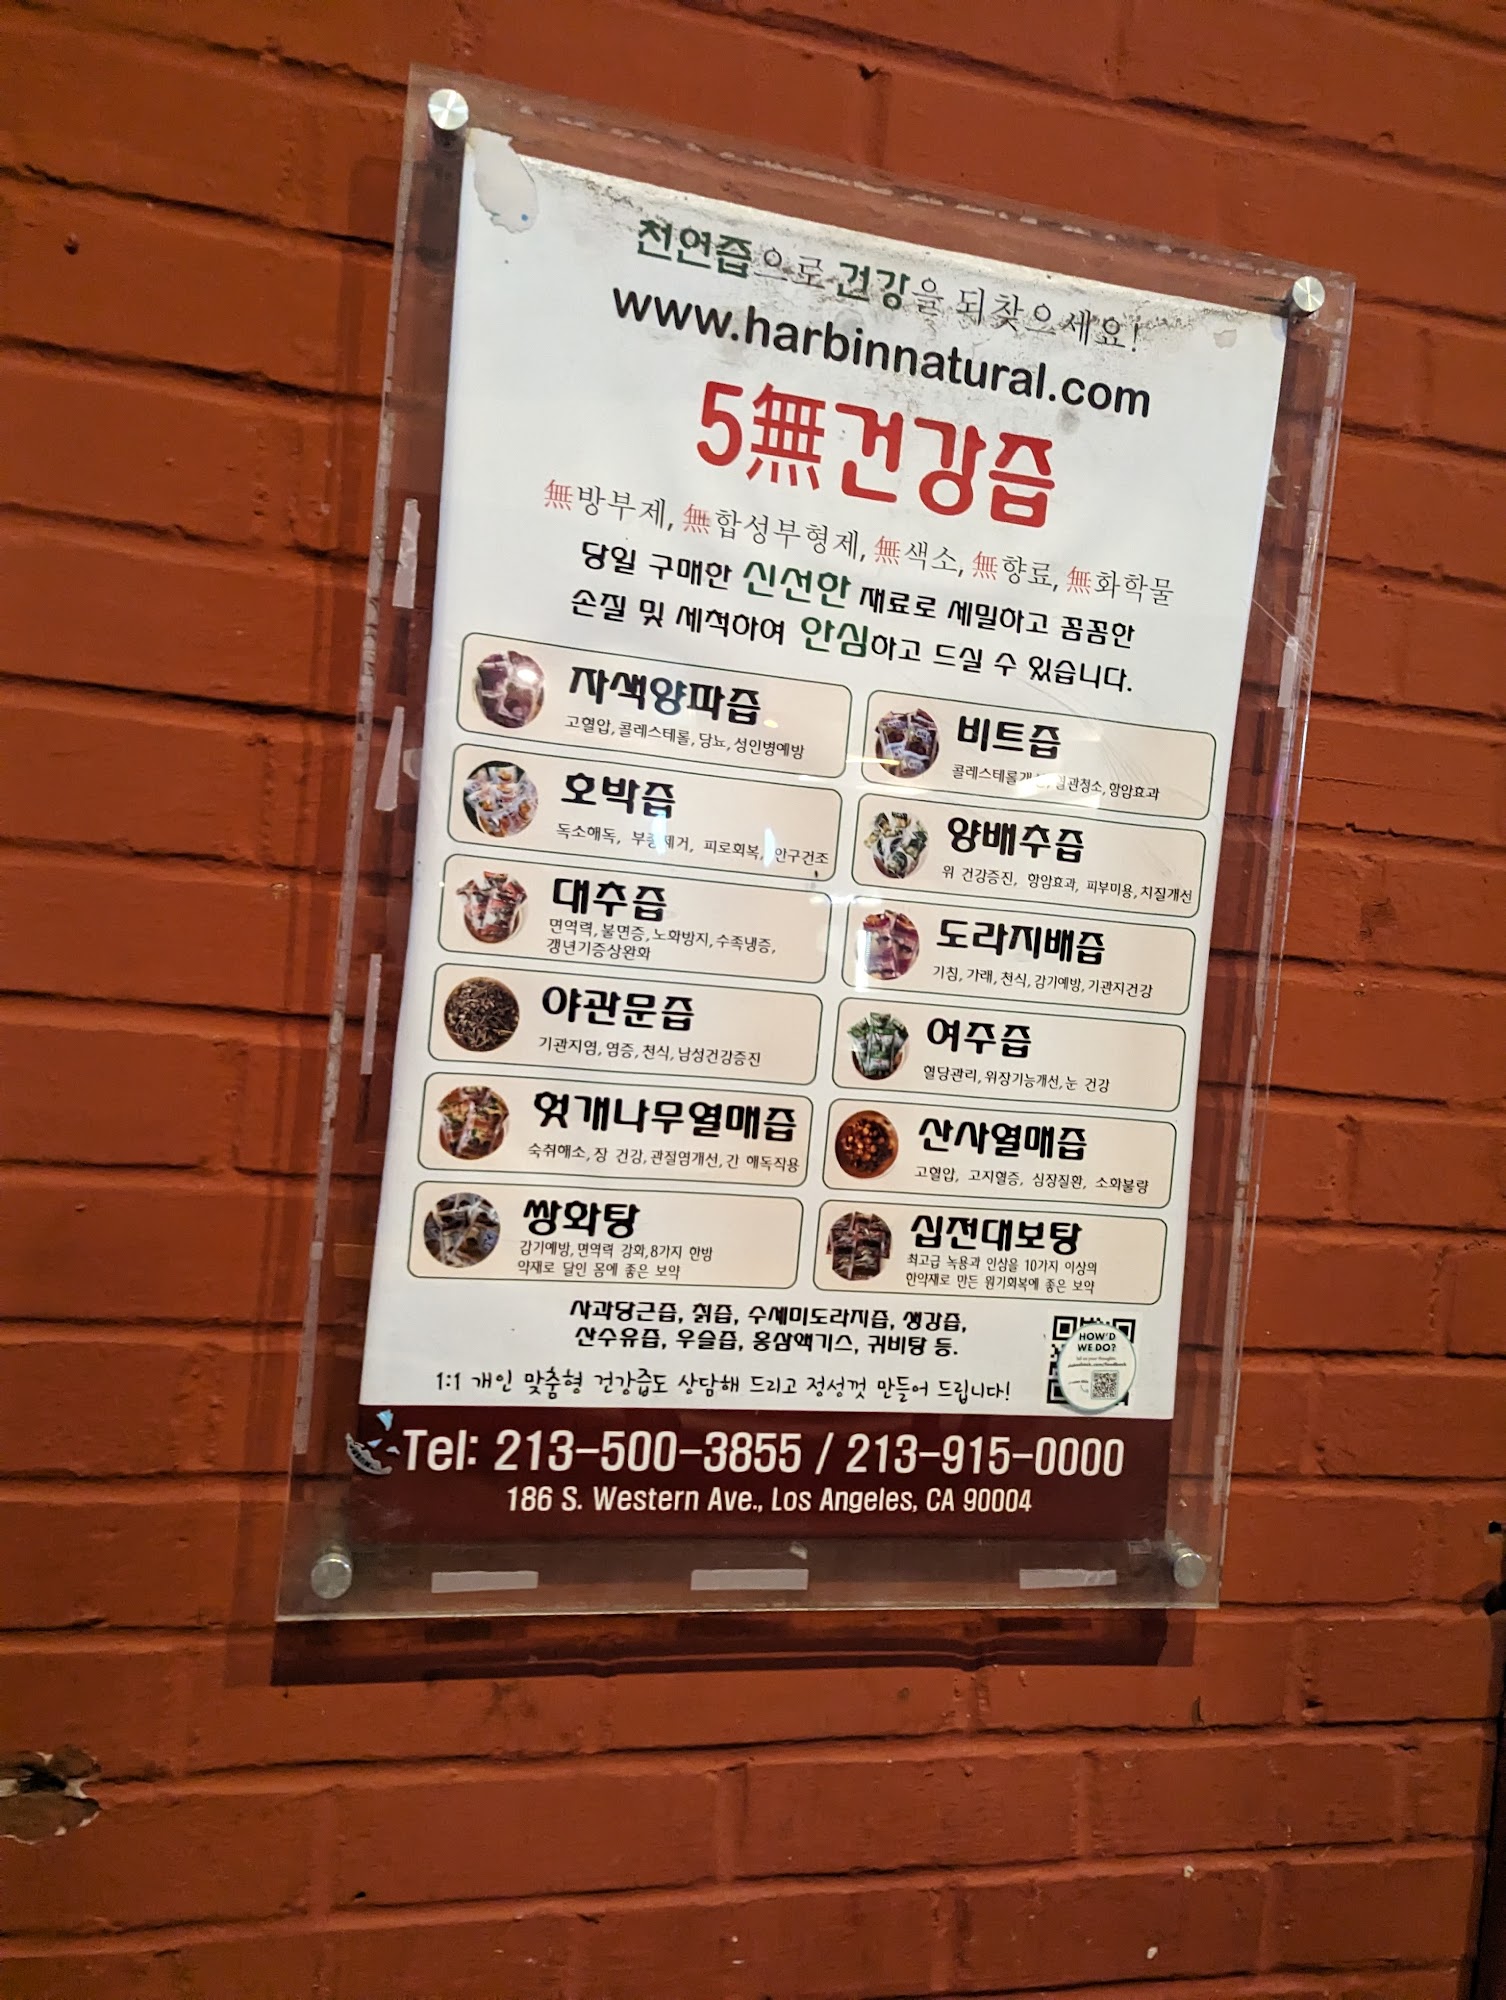 천연즙으로 건강을 되찾으세요!
www.harbinnatural.com
5無건강즙
無방부제, 無합성부형제, 無색소, 無향료, 無화학물
당일 구매한 신선한 재료로 세밀하고 꼼꼼한
손질 및 세척하여 안심하고 드실 수 있습니다.
자색양파즙
고혈압, 콜레스테롤, 당뇨, 성인병예방
비트즙
콜레스테롤개선, 혈관청소, 항암효과
호박즙
독소해독, 부종제거, 피로회복, 안구건조
양배추즙
위 건강증진, 항암효과, 피부미용, 치질개선
대추즙
면역력, 불면증, 노화방지, 수족냉증,
갱년기증상완화
도라지배즙
기침, 가래, 천식, 감기예방, 기관지건강
야관문즙
기관지염, 염증, 천식, 남성건강증진
여주즙
혈당관리, 위장기능개선, 눈 건강
헛개나무열매즙
숙취해소, 장 건강, 관절염개선, 간 해독작용
산사열매즙
고혈압, 고지혈증, 심장질환, 소화불량
쌍화탕
감기예방, 면역력 강화, 8가지 한방
약재로 달인 몸에 좋은 보약
십전대보탕
최고급 녹용과 인삼을 10가지 이상의
한약재로 만든 원기회복에 좋은 보약
사과당근즙, 칡즙, 수세미도라지즙, 생강즙,
산수유즙, 우슬즙, 홍삼액기스, 귀비탕 등.
1:1 개인 맞춤형 건강즙도 상담해 드리고 정성껏 만들어 드립니다!
HOW'D
WE DO?
Tel: 213-500-3855 / 213-915-0000
186 S. Western Ave., Los Angeles, CA 90004